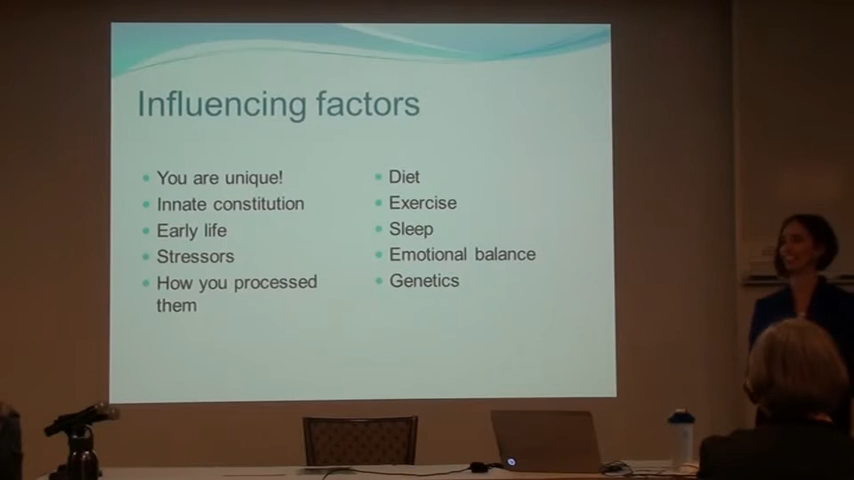 Influencing factors
You are unique!
Innate constitution
Early life
Stressors
How you processed
them
Diet
Exercise
Sleep
Emotional balance
Genetics